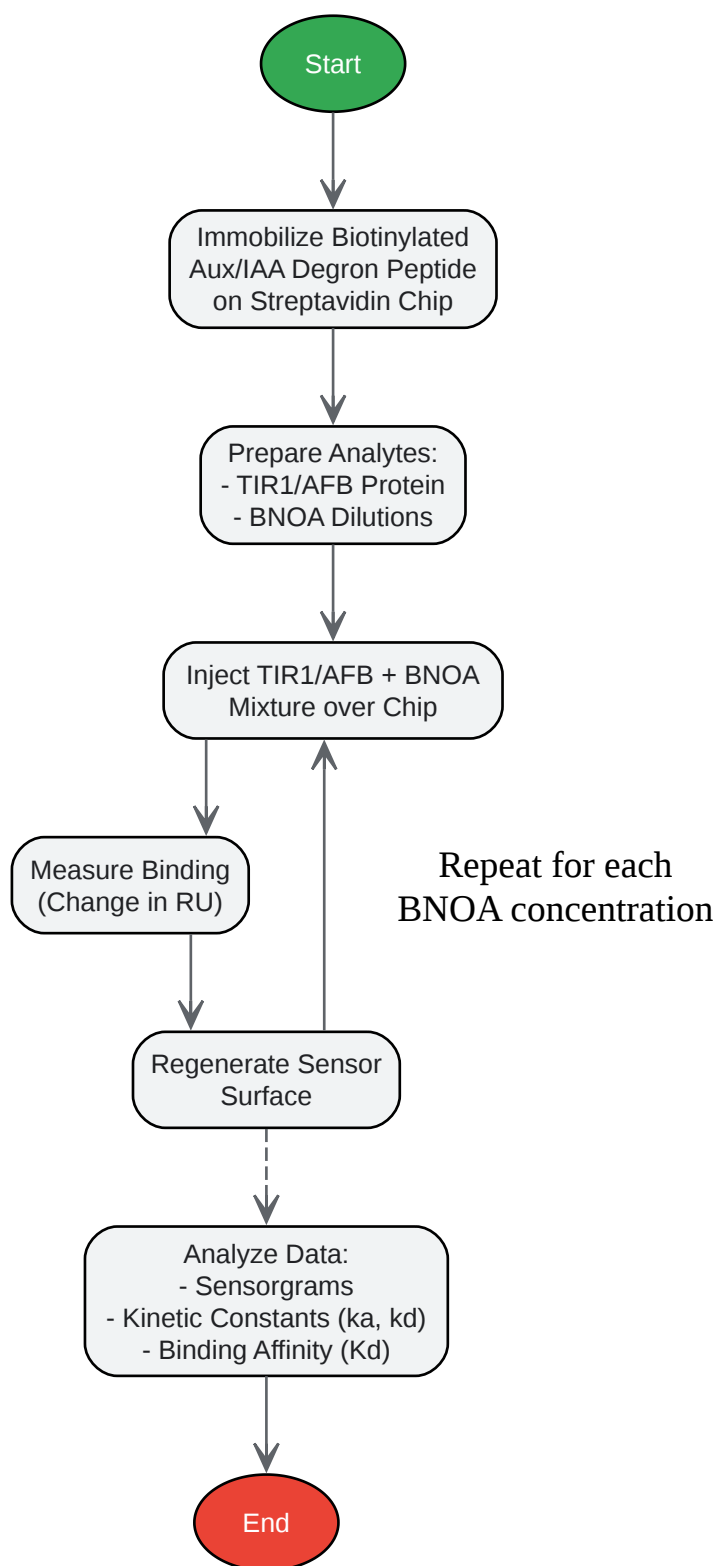 Start
Immobilize Biotinylated
Aux/IAA Degron Peptide
on Streptavidin Chip
Prepare Analytes:
- TIR1/AFB Protein
- BNOA Dilutions
Inject TIR1/AFB + BNOA
Mixture over Chip
Measure Binding
(Change in RU)
Repeat for each
BNOA concentration
Regenerate Sensor
Surface
Analyze Data:
- Sensorgrams
- Kinetic Constants (ka, kd)
- Binding Affinity (Kd)
End